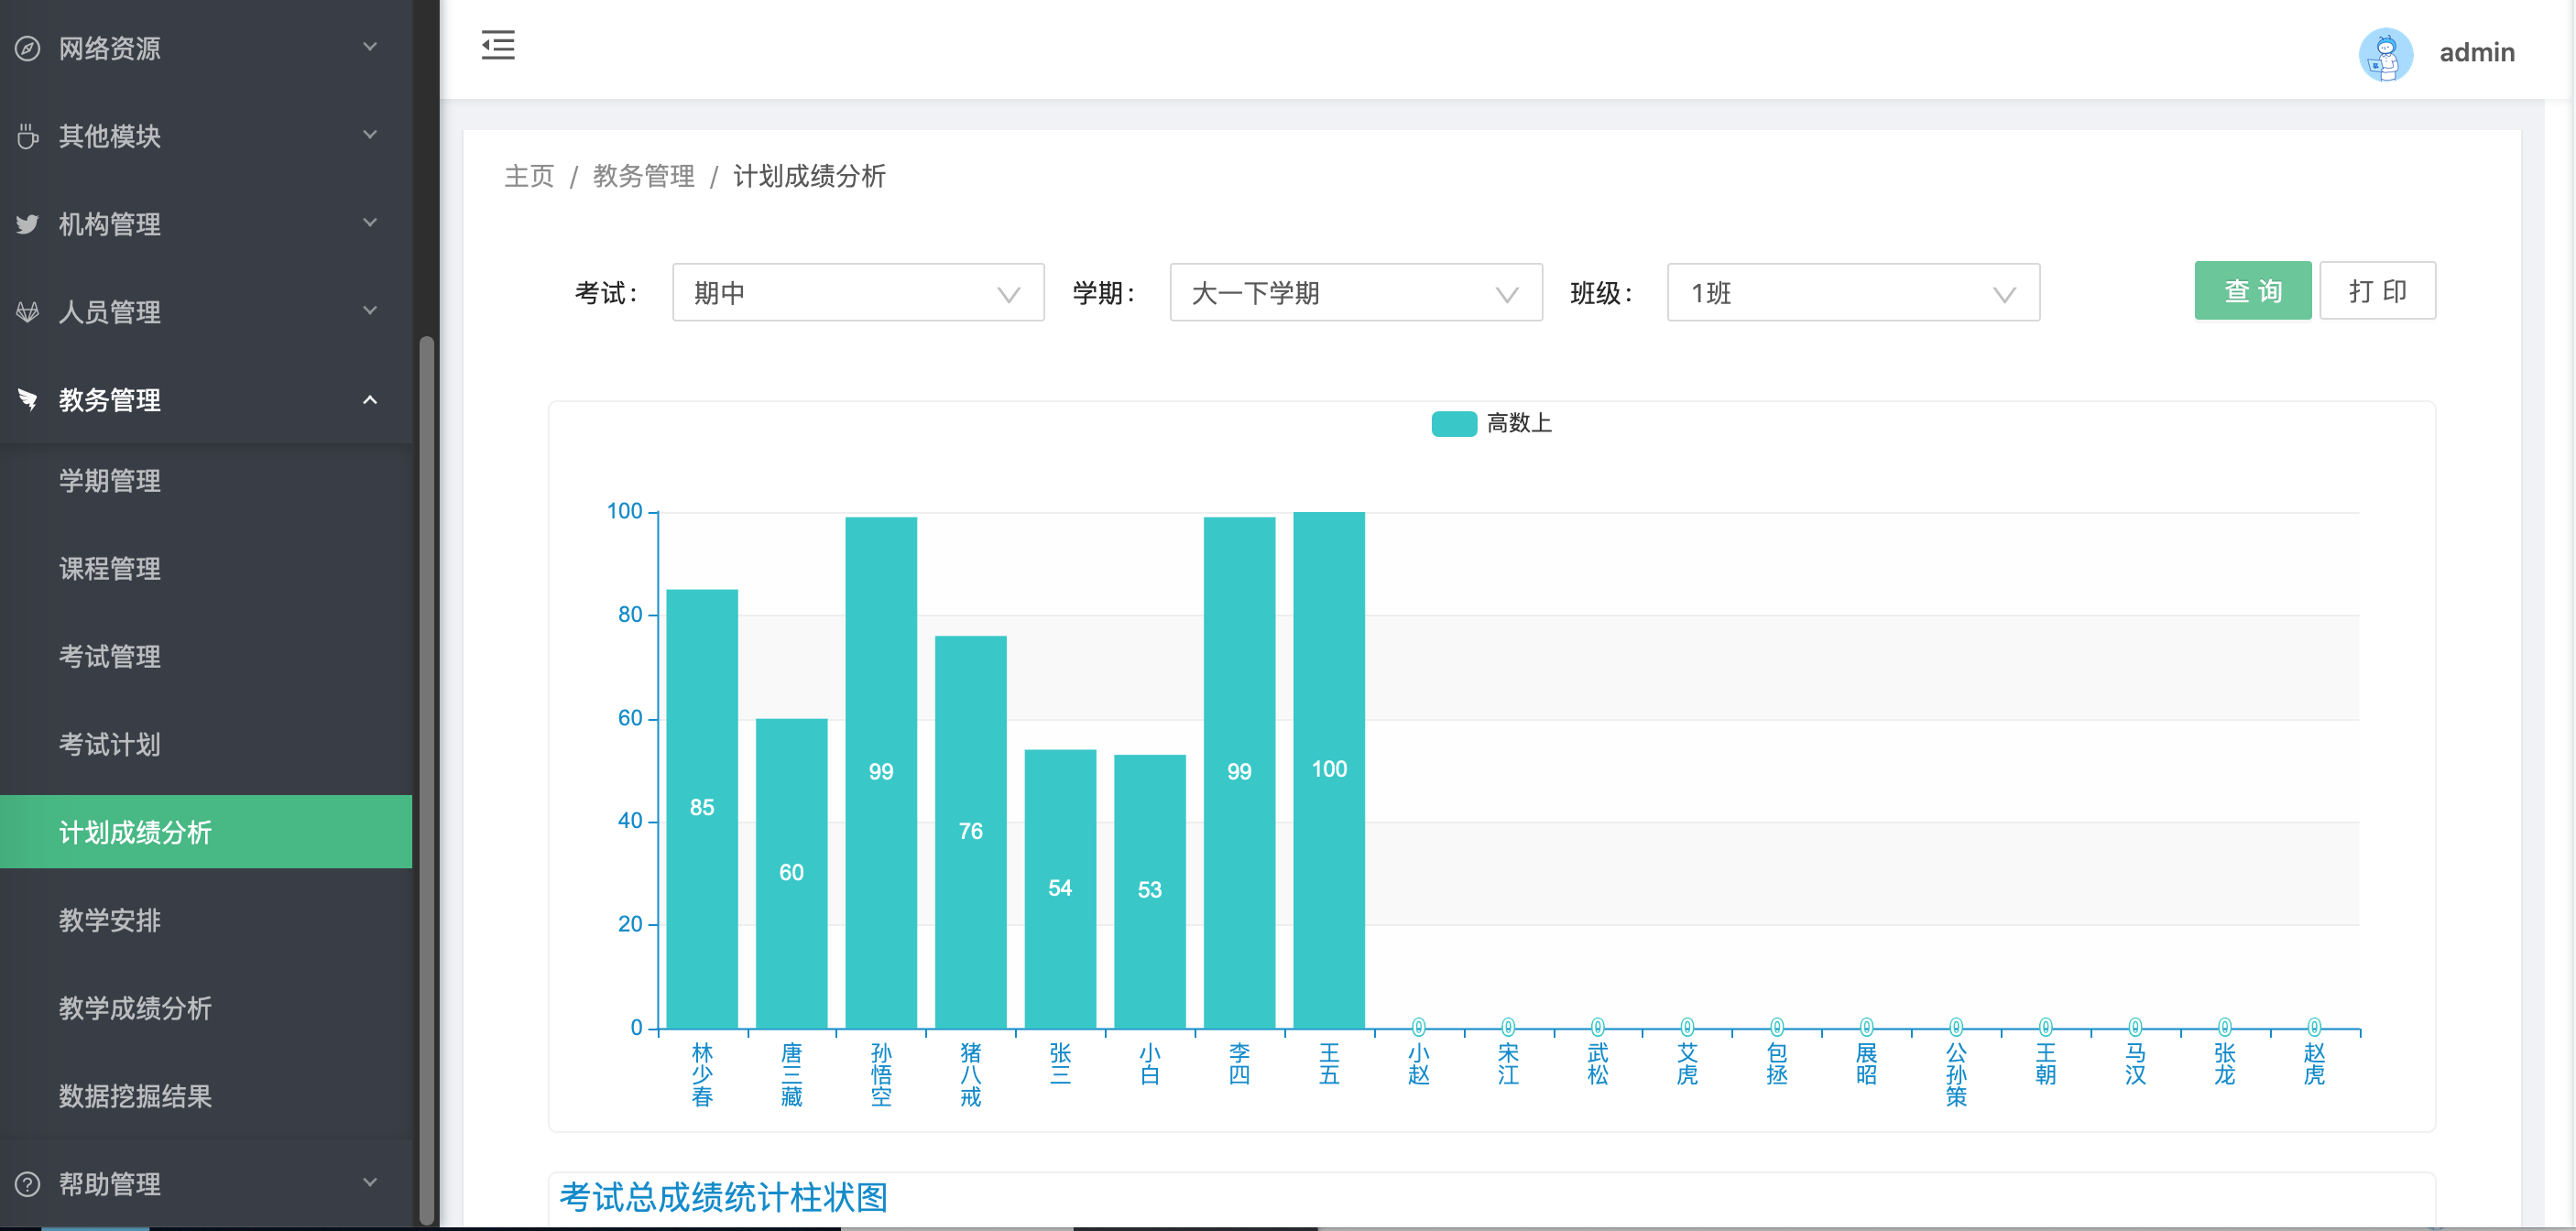 网络资源
其他模块
机构管理
人员管理
教务管理
学期管理
课程管理
考试管理
考试计划
计划成绩分析
教学安排
教学成绩分析
数据挖掘结果
帮助管理
admin
主页 / 教务管理 / 计划成绩分析
考试： 期中 学期： 大一下学期 班级： 1班 查 询 打 印
高数上
100
80
60
40
20
0
85 60 99 76 54 53 99 100 0 0 0 0 0 0 0 0 0 0 0
林少春 唐三藏 孙悟空 猪八戒 张三 小白 李四 王五 小赵 宋江 武松 艾虎 包拯 展昭 公孙策 王朝 马汉 张龙 赵虎
考试总成绩统计柱状图